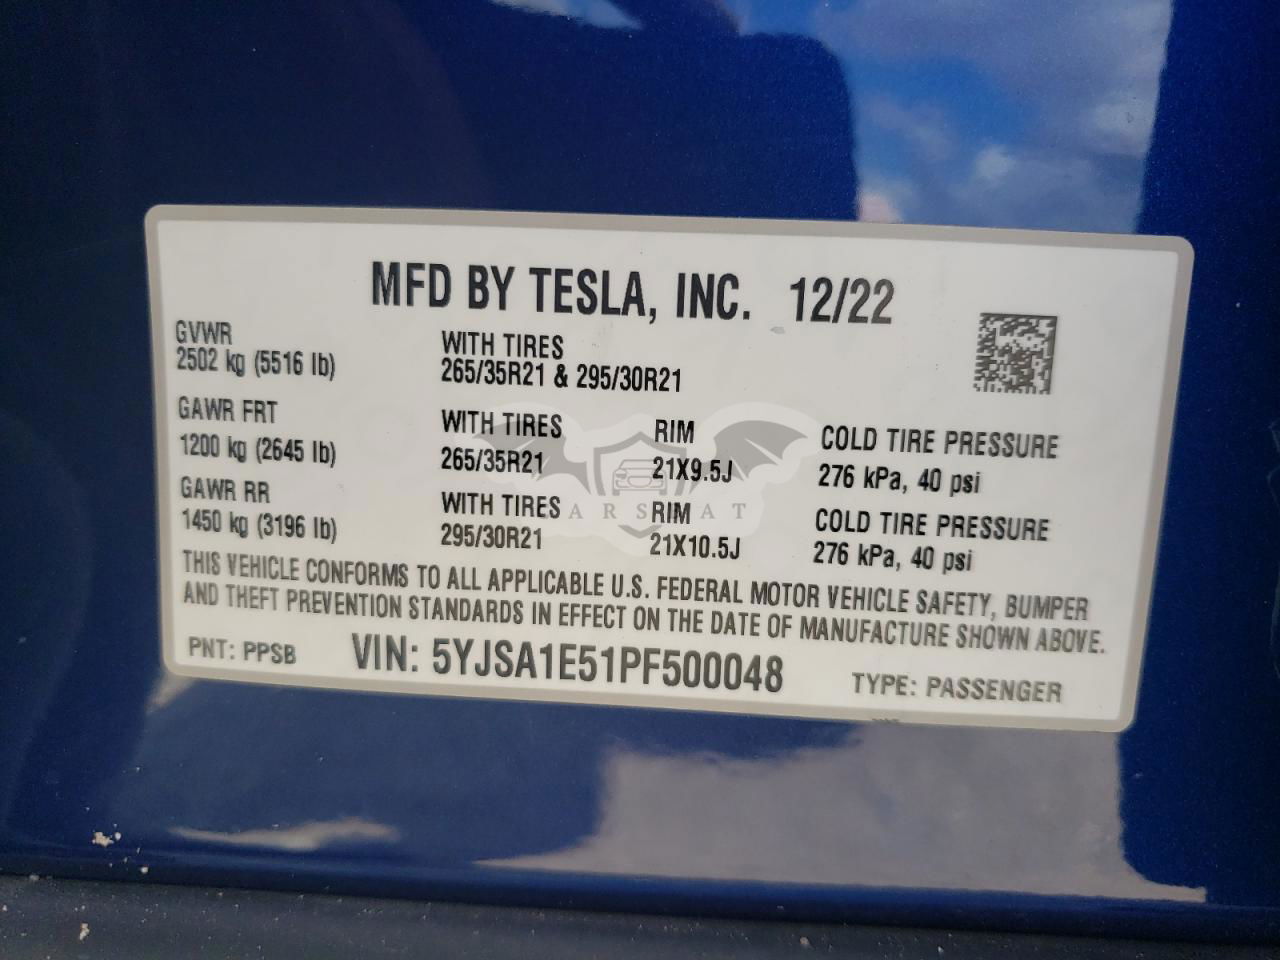 MFD BY TESLA, INC. 12/22
GVWR
2502 kg (5516 lb)
WITH TIRES
265/35R21 & 295/30R21
GAWR FRT
1200 kg (2645 lb)
WITH TIRES
265/35R21
RIM
21X9.5J
COLD TIRE PRESSURE
276 kPa, 40 psi
GAWR RR
1450 kg (3196 lb)
WITH TIRES
295/30R21
RIM
21X10.5J
COLD TIRE PRESSURE
276 kPa, 40 psi
THIS VEHICLE CONFORMS TO ALL APPLICABLE U.S. FEDERAL MOTOR VEHICLE SAFETY, BUMPER
AND THEFT PREVENTION STANDARDS IN EFFECT ON THE DATE OF MANUFACTURE SHOWN ABOVE.
PNT: PPSB VIN: 5YJSA1E51PF500048 TYPE: PASSENGER